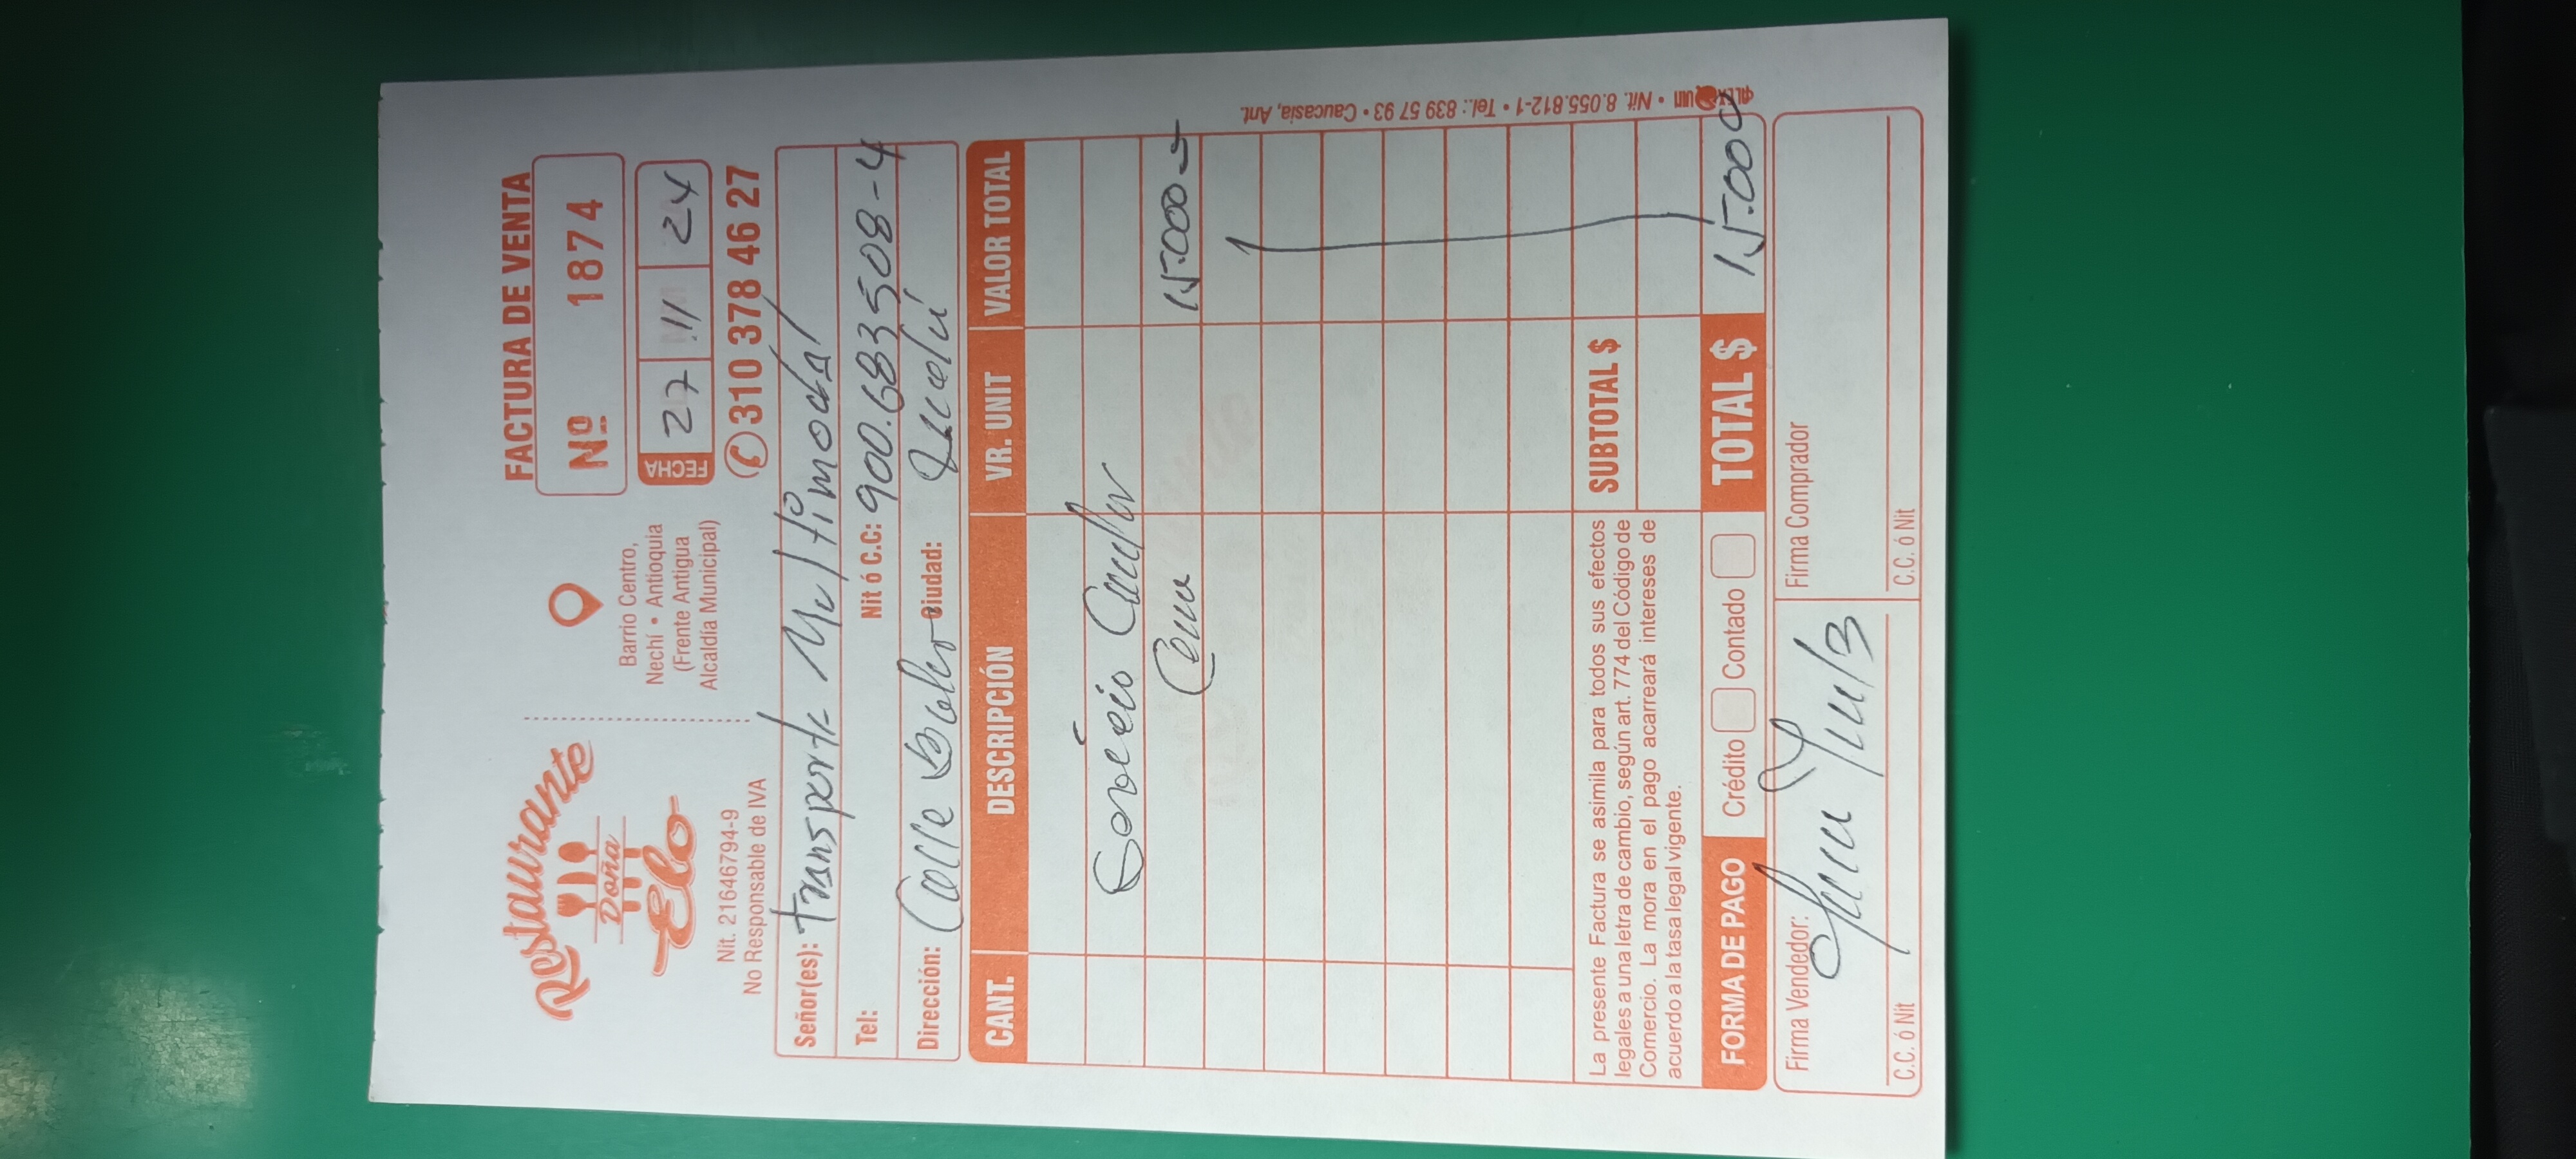 Restaurante
Doña
Elo
Nit. 21646794-9
No Responsable de IVA
Barrio Centro,
Nechí • Antioquia
(Frente Antigua
Alcaldía Municipal)
FACTURA DE VENTA
Nº 1874
FECHA 27 11 24
310 378 46 27
Señor(es): Transporte Multimodal
Tel: Nit ó C.C: 900.683508-4
Dirección: Calle Ciudad:
CANT. DESCRIPCIÓN VR. UNIT VALOR TOTAL
Servicio
Cena 15.000
La presente Factura se asimila para todos sus efectos
legales a una letra de cambio, según art. 774 del Código de
Comercio. La mora en el pago acarreará intereses de
acuerdo a la tasa legal vigente.
SUBTOTAL $
FORMA DE PAGO Crédito Contado TOTAL $ 15.000
Firma Vendedor:
C.C. ó Nit
Firma Comprador
C.C. ó Nit
ALEX QUIN • Nit. 8.055.812-1 • Tel.: 839 57 93 • Caucasia, Ant.